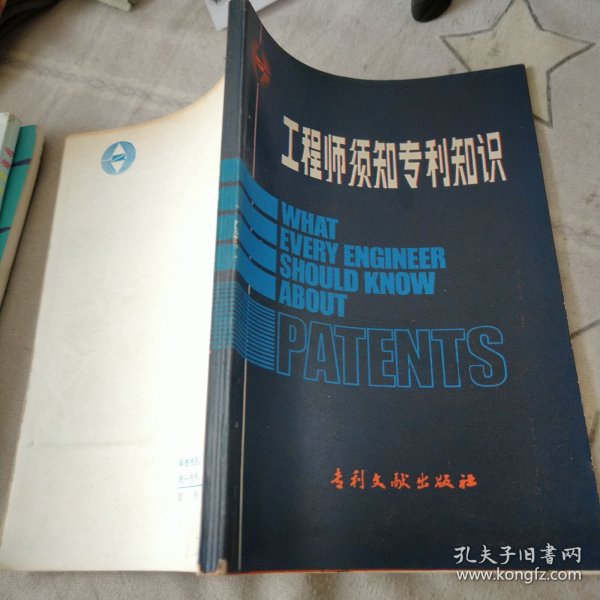 工程师须知专利知识
WHAT
EVERY ENGINEER
SHOULD KNOW
ABOUT
PATENTS
专利文献出版社
孔夫子旧书网
www.kongfz.com